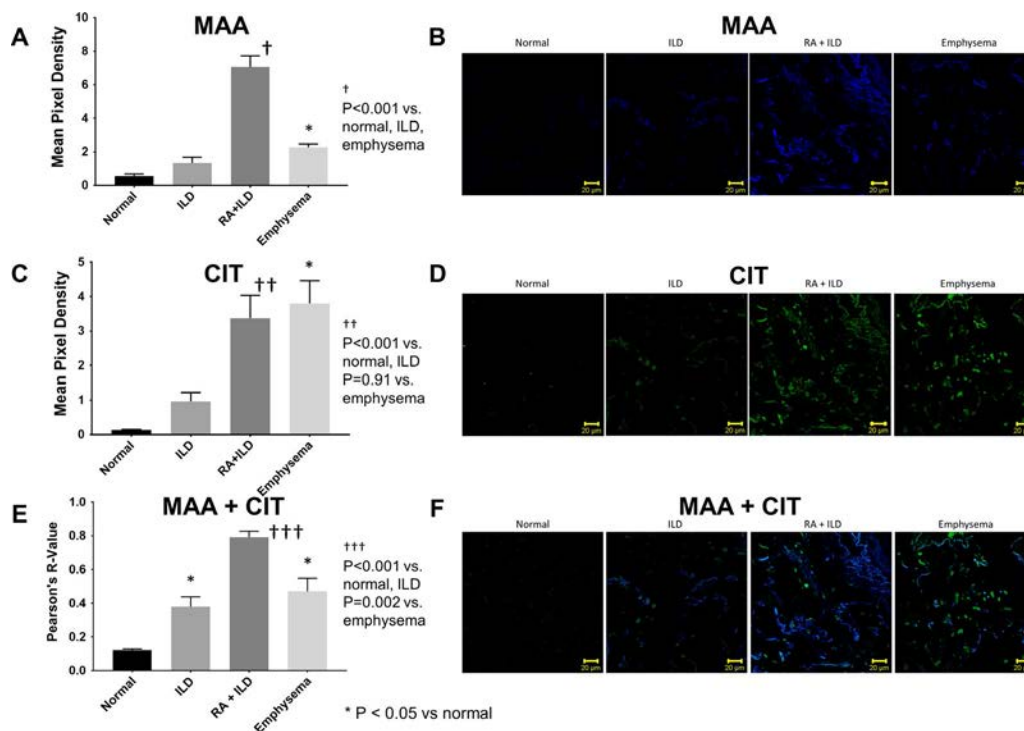 A
MAA
Mean Pixel Density
10
8
6
4
2
0
†
*
Normal
ILD
RA+ILD
Emphysema
†
P<0.001 vs.
normal, ILD,
emphysema
B
MAA
Normal
ILD
RA + ILD
Emphysema
20 µm
20 µm
20 µm
20 µm
C
CIT
Mean Pixel Density
5
4
3
2
1
0
††
*
Normal
ILD
RA+ILD
Emphysema
††
P<0.001 vs.
normal, ILD
P=0.91 vs.
emphysema
D
CIT
Normal
ILD
RA + ILD
Emphysema
20 µm
20 µm
20 µm
20 µm
E
MAA + CIT
Pearson's R-Value
1.0
0.8
0.6
0.4
0.2
0.0
*
†††
*
Normal
ILD
RA + ILD
Emphysema
†††
P<0.001 vs.
normal, ILD
P=0.002 vs.
emphysema
* P < 0.05 vs normal
F
MAA + CIT
Normal
ILD
RA + ILD
Emphysema
20 µm
20 µm
20 µm
20 µm